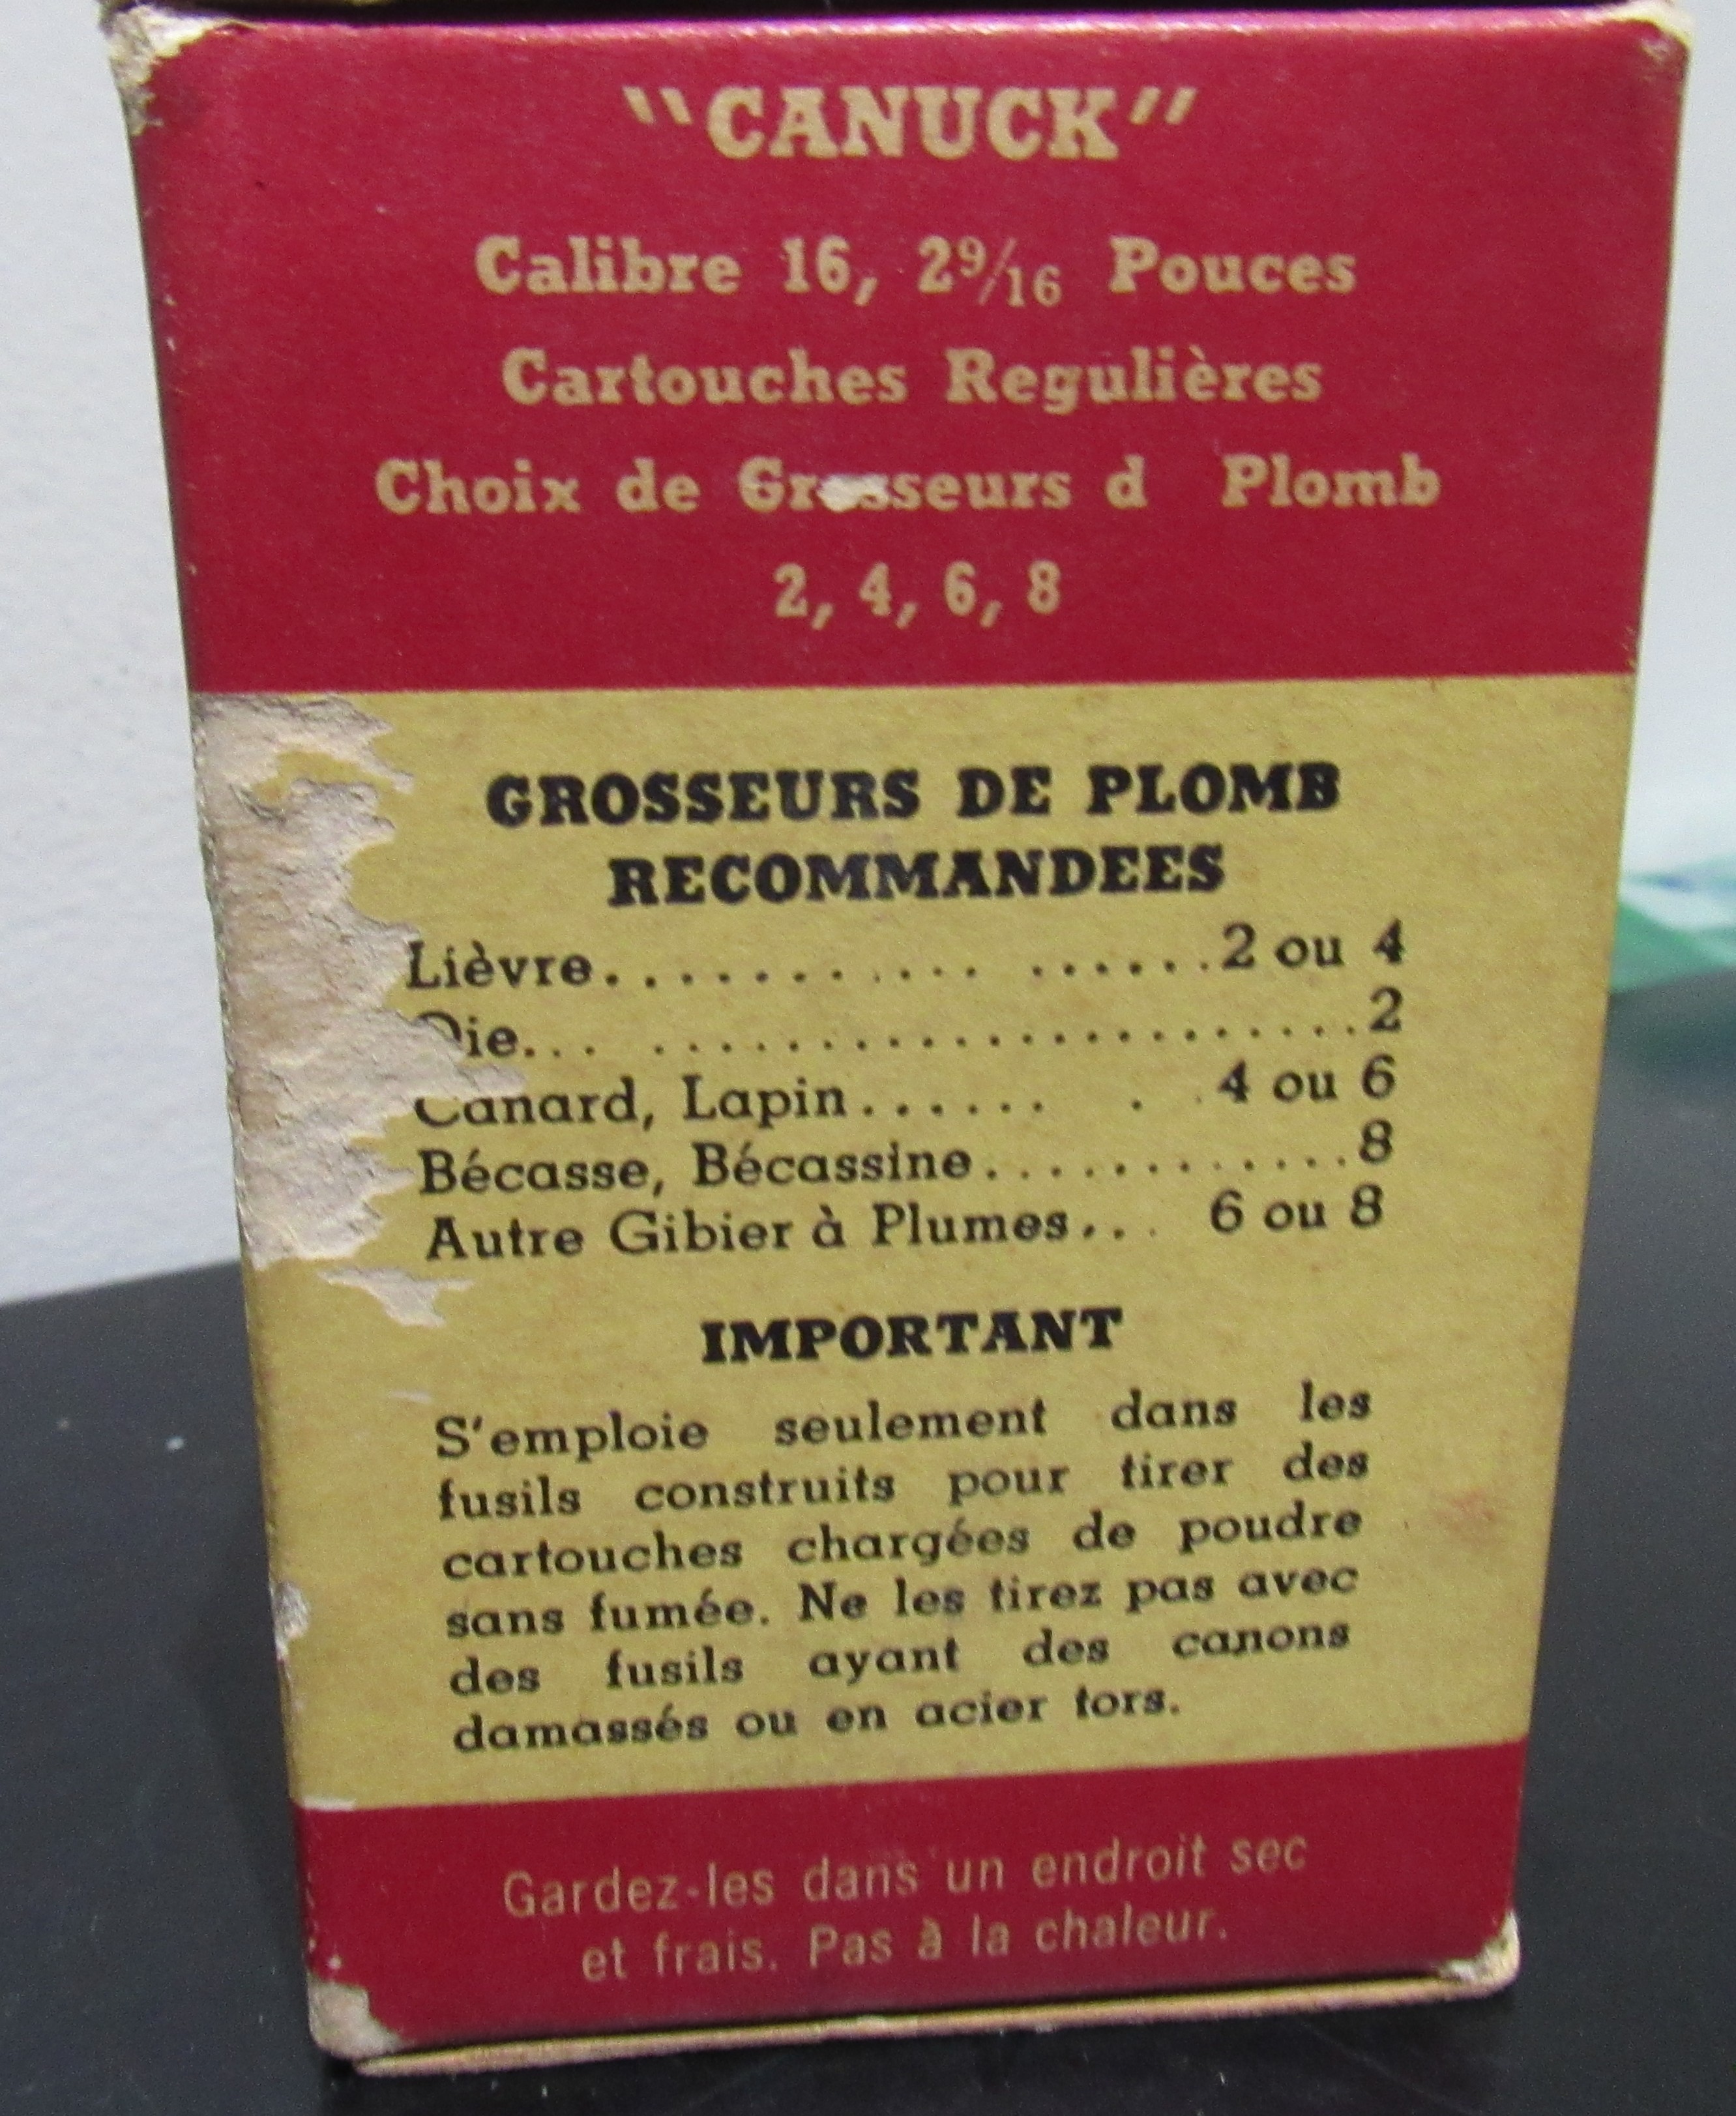 "CANUCK"
Calibre 16, 2 9/16 Pouces
Cartouches Regulières
Choix de Grosseurs d Plomb
2, 4, 6, 8
GROSSEURS DE PLOMB
RECOMMANDEES
Lièvre........... ......2 ou 4
Oie... ......................2
Canard, Lapin...... . .4 ou 6
Bécasse, Bécassine............8
Autre Gibier à Plumes... 6 ou 8
IMPORTANT
S'emploie seulement dans les
fusils construits pour tirer des
cartouches chargées de poudre
sans fumée. Ne les tirez pas avec
des fusils ayant des canons
damassés ou en acier tors.
Gardez-les dans un endroit sec
et frais. Pas à la chaleur.